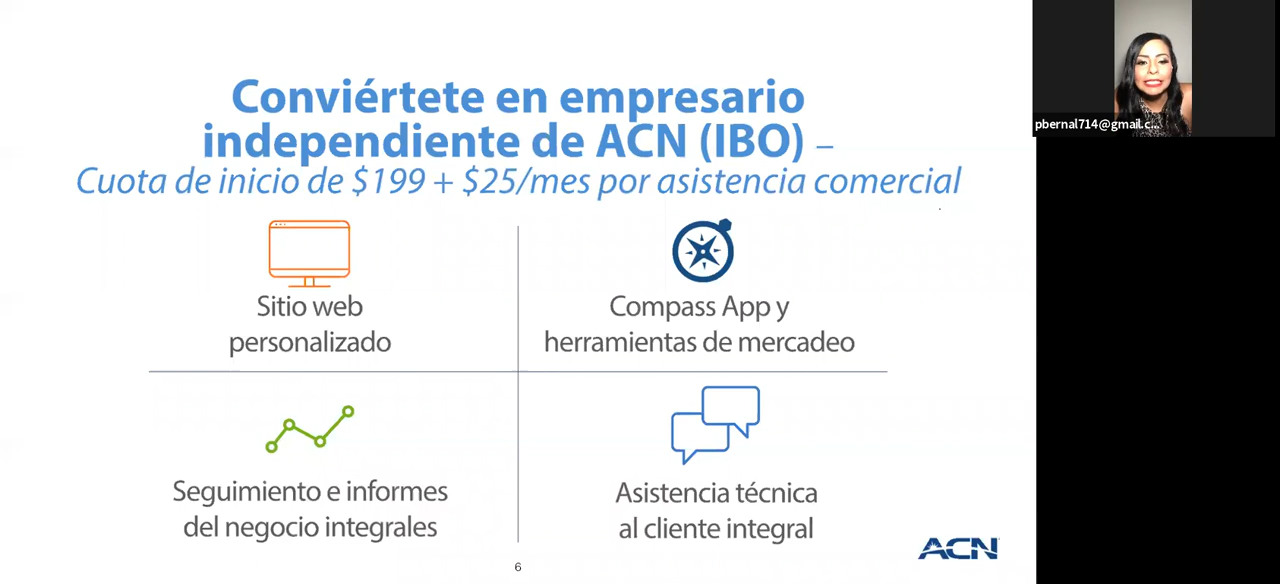 Conviértete en empresario
independiente de ACN (IBO) –
Cuota de inicio de $199 + $25/mes por asistencia comercial
Sitio web
personalizado
Compass App y
herramientas de mercadeo
Seguimiento e informes
del negocio integrales
Asistencia técnica
al cliente integral
ACN
6
pbernal714@gmail.c...